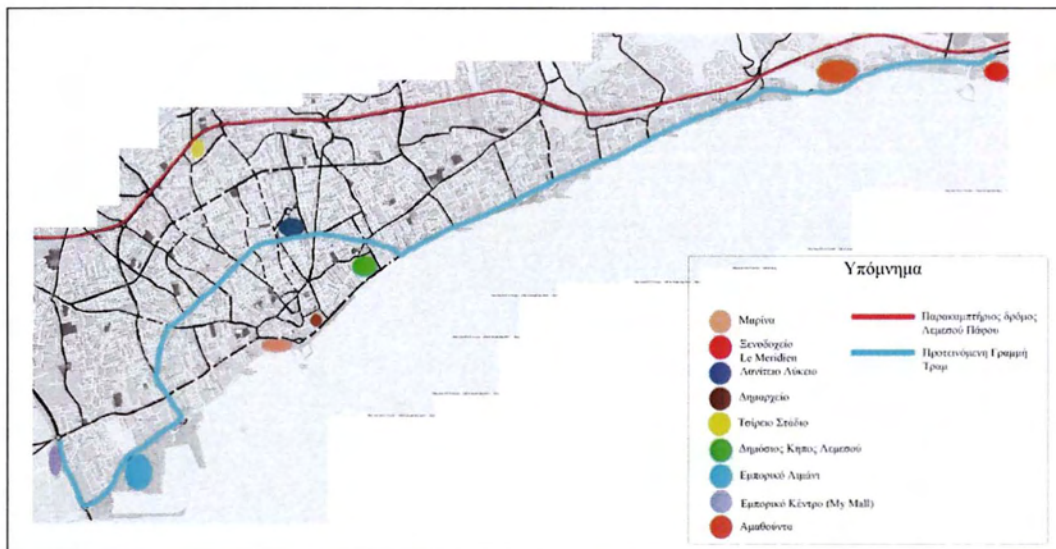 Υπόμνημα
Μαρίνα
Ξενοδοχείο
Le Meridien
Λανίτειο Λύκειο
Δημαρχείο
Τσίρειο Στάδιο
Δημόσιος Κήπος Λεμεσού
Εμπορικό Λιμάνι
Εμπορικό Κέντρο (My Mall)
Αμαθούντα
Παρακαμπτήριος δρόμος
Λεμεσού Πάφου
Προτεινόμενη Γραμμή
Τραμ